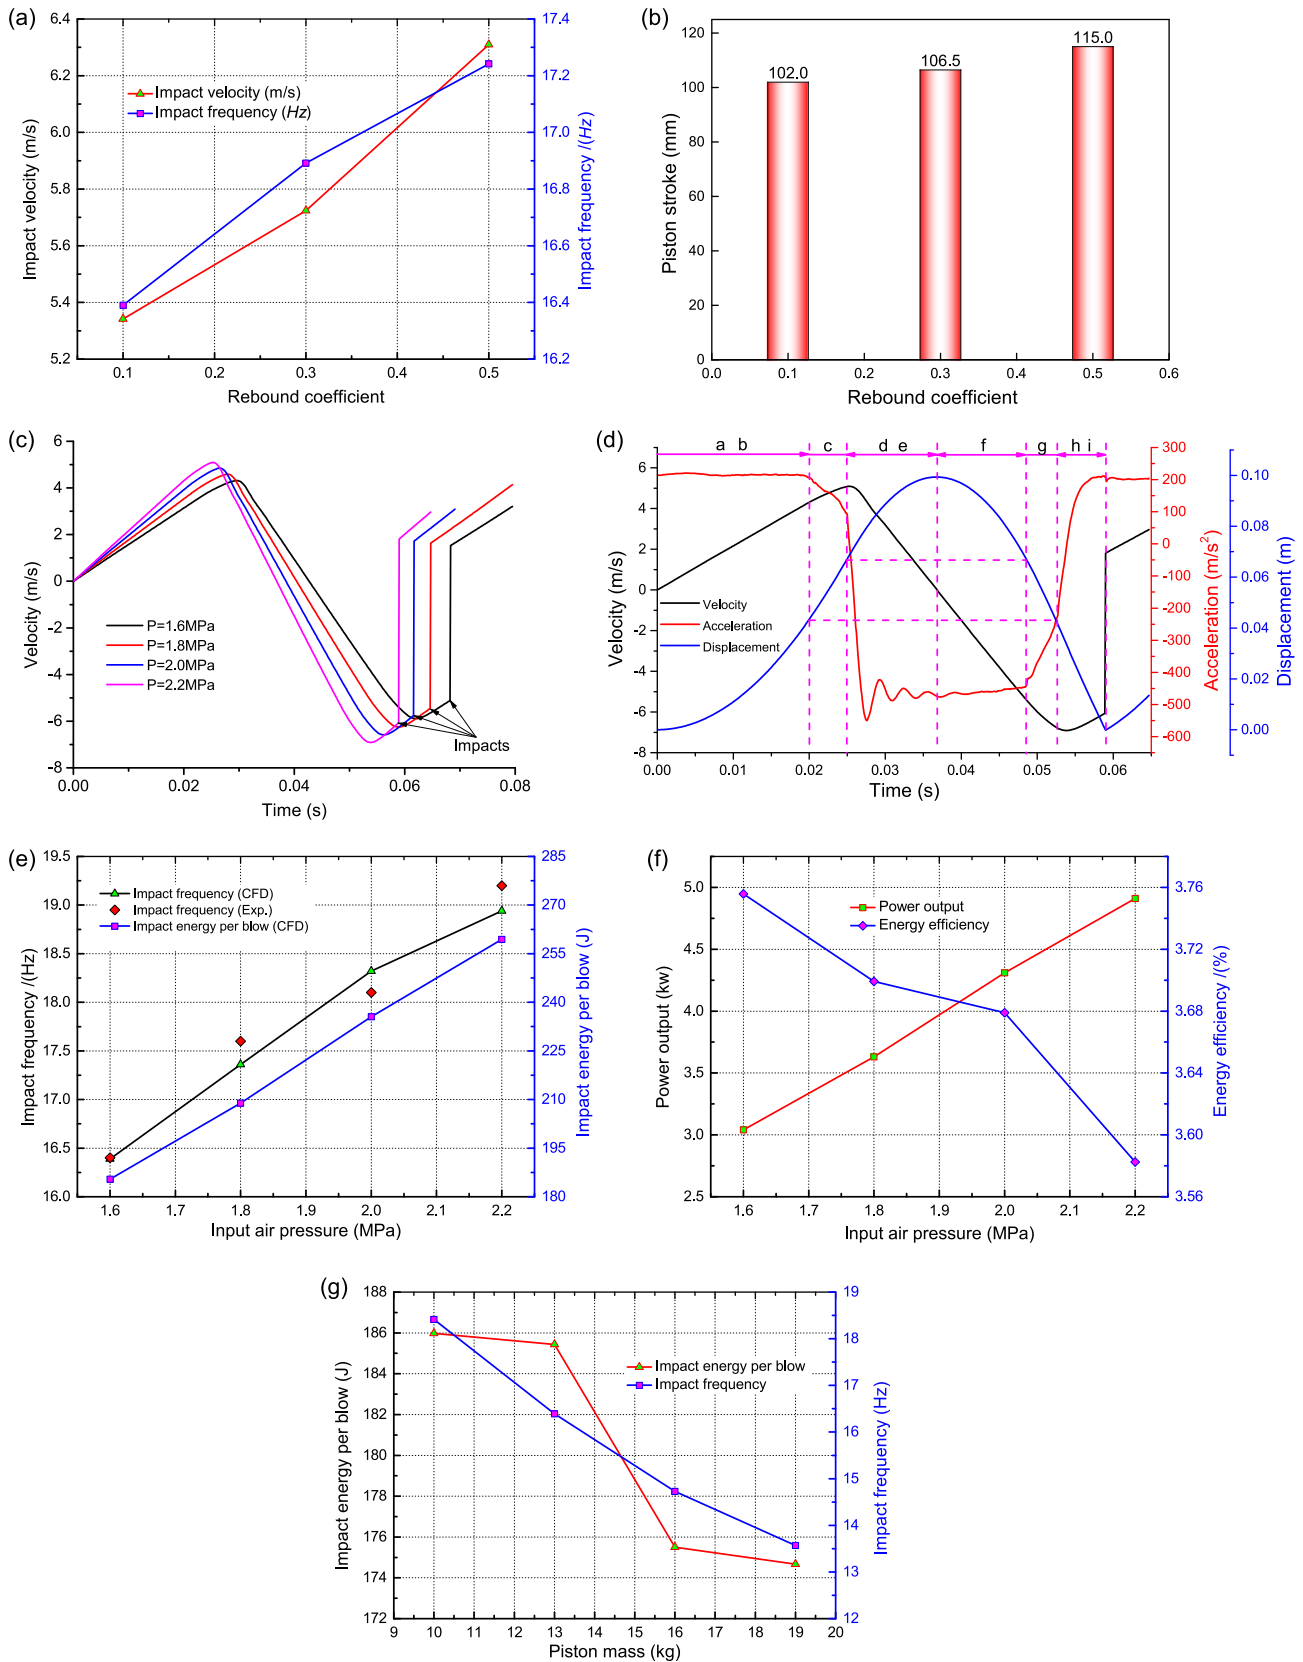 (a)
6.4
6.2
6.0
5.8
5.6
5.4
5.2
Impact velocity (m/s)
Impact velocity (m/s)
Impact frequency (Hz)
17.4
17.2
17.0
16.8
16.6
16.4
16.2
Impact frequency /(Hz)
0.1 0.2 0.3 0.4 0.5
Rebound coefficient
(b)
120
100
80
60
40
20
0
Piston stroke (mm)
102.0 106.5 115.0
0.0 0.1 0.2 0.3 0.4 0.5 0.6
Rebound coefficient
(c)
6
4
2
0
-2
-4
-6
-8
Velocity (m/s)
P=1.6MPa
P=1.8MPa
P=2.0MPa
P=2.2MPa
Impacts
0.00 0.02 0.04 0.06 0.08
Time (s)
(d)
a b c d e f g h i
6
4
2
0
-2
-4
-6
-8
Velocity (m/s)
Velocity
Acceleration
Displacement
300
200
100
0
-100
-200
-300
-400
-500
-600
Acceleration (m/s2)
0.10
0.08
0.06
0.04
0.02
0.00
Displacement (m)
0.00 0.01 0.02 0.03 0.04 0.05 0.06
Time (s)
(e)
19.5
19.0
18.5
18.0
17.5
17.0
16.5
16.0
Impact frequency /(Hz)
Impact frequency (CFD)
Impact frequency (Exp.)
Impact energy per blow (CFD)
285
270
255
240
225
210
195
180
Impact energy per blow (J)
1.6 1.7 1.8 1.9 2.0 2.1 2.2
Input air pressure (MPa)
(f)
5.0
4.5
4.0
3.5
3.0
2.5
Power output (kw)
Power output
Energy efficiency
3.76
3.72
3.68
3.64
3.60
3.56
Energy efficiency /(%)
1.6 1.7 1.8 1.9 2.0 2.1 2.2
Input air pressure (MPa)
(g)
188
186
184
182
180
178
176
174
172
Impact energy per blow (J)
Impact energy per blow
Impact frequency
19
18
17
16
15
14
13
12
Impact frequency (Hz)
9 10 11 12 13 14 15 16 17 18 19 20
Piston mass (kg)